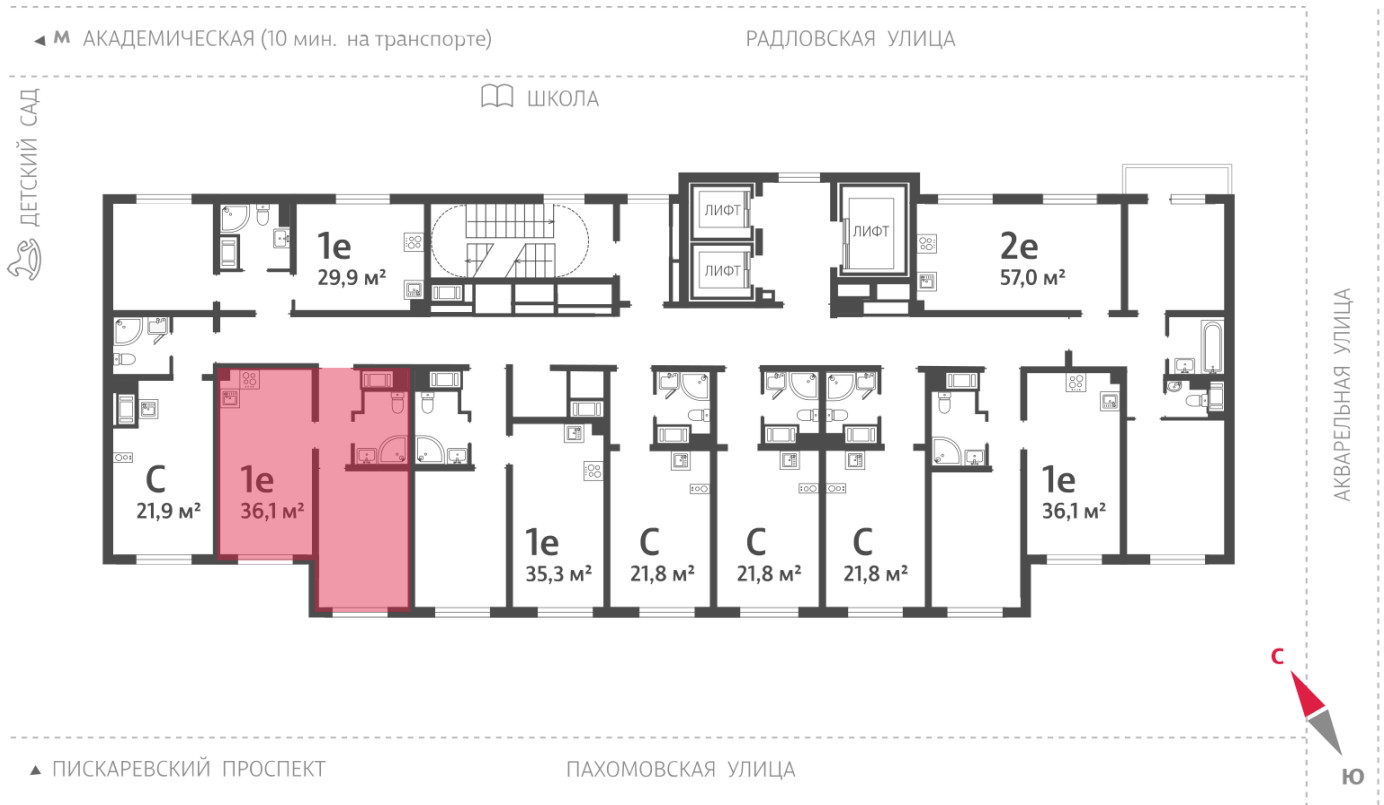 М АКАДЕМИЧЕСКАЯ (10 мин. на транспорте)
РАДЛОВСКАЯ УЛИЦА
ШКОЛА
ДЕТСКИЙ САД
ЛИФТ
ЛИФТ
ЛИФТ
1е
29,9 м²
2е
57,0 м²
АКВАРЕЛЬНАЯ УЛИЦА
С
21,9 м²
1е
36,1 м²
1е
35,3 м²
С
21,8 м²
С
21,8 м²
С
21,8 м²
1е
36,1 м²
С
Ю
ПИСКАРЕВСКИЙ ПРОСПЕКТ
ПАХОМОВСКАЯ УЛИЦА